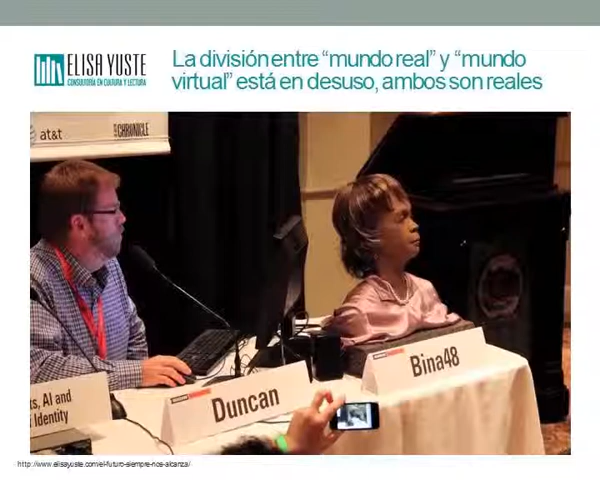 ELISA YUSTE
CONSULTORÍA EN CULTURA Y LECTURA
La división entre “mundo real” y “mundo
virtual” está en desuso, ambos son reales
at&t
CHRONICLE
ts, AI and
Identity
Duncan
Bina48
http://www.elisayuste.com/el-futuro-siempre-nos-alcanza/